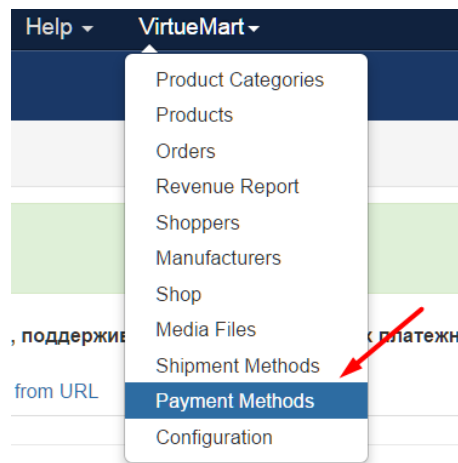 Help VirtueMart
Product Categories
Products
Orders
Revenue Report
Shoppers
Manufacturers
Shop
Media Files
, поддержив
Shipment Methods
from URL
Payment Methods
Configuration